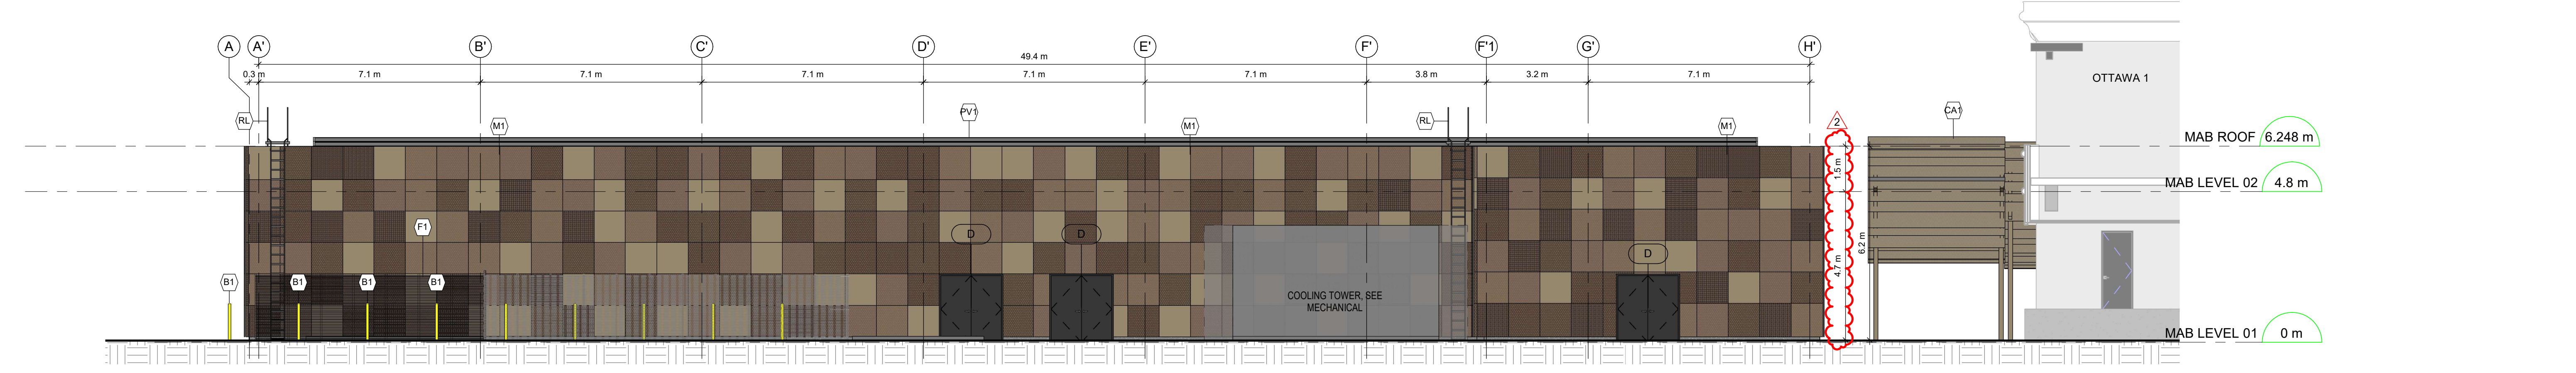 A A' B' C' D' E' F' F'1 G' H'
49.4 m
0.3 m 7.1 m 7.1 m 7.1 m 7.1 m 7.1 m 3.8 m 3.2 m 7.1 m
OTTAWA 1
RL PV1 RL CA1
M1 M1 M1
2
MAB ROOF 6.248 m
1.5 m
MAB LEVEL 02 4.8 m
F1 D D
D
6.2 m
4.7 m
B1 B1 B1 B1
COOLING TOWER, SEE
MECHANICAL
MAB LEVEL 01 0 m